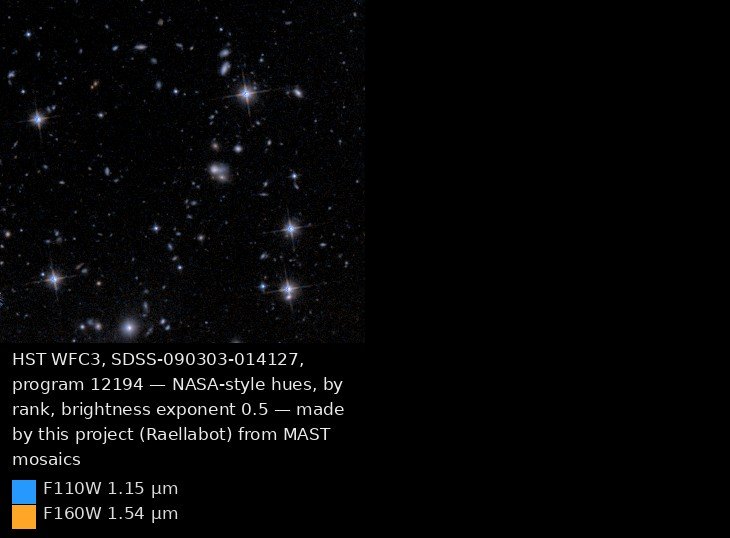 HST WFC3, SDSS-090303-014127,
program 12194 — NASA-style hues, by
rank, brightness exponent 0.5 — made
by this project (Raellabot) from MAST
mosaics
F110W 1.15 µm
F160W 1.54 µm